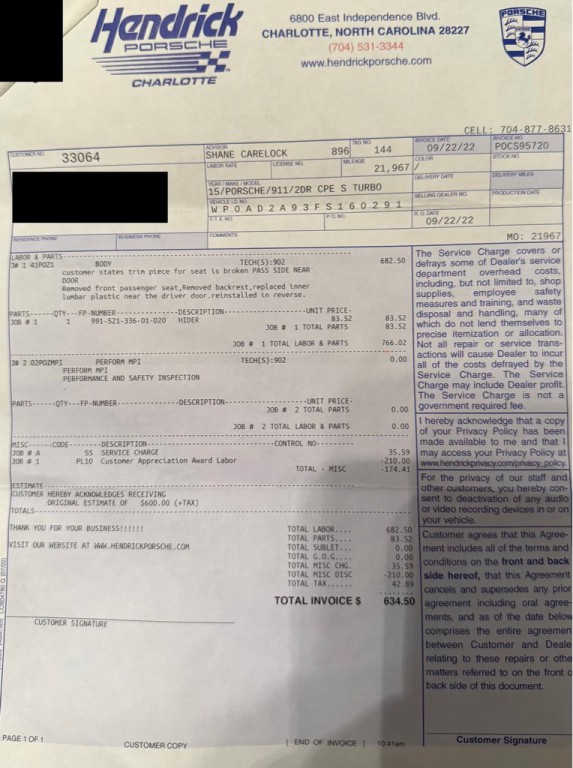 Hendrick
PORSCHE
CHARLOTTE
6800 East Independence Blvd.
CHARLOTTE, NORTH CAROLINA 28227
(704) 531-3344
www.hendrickporsche.com
PORSCHE
CELL: 704-877-8631
CUSTOMER NO. 33064
ADVISOR
SHANE CARELOCK 896
TAG NO.
144
INVOICE DATE
09/22/22
INVOICE NO.
POCS95720
LABOR RATE
LICENSE NO.
MILEAGE
21,967 /
COLOR
STOCK NO.
YEAR / MAKE / MODEL
15/PORSCHE/911/2DR CPE S TURBO
DELIVERY DATE
DELIVERY MILES
VEHICLE I.D. NO.
W P 0 A D 2 A 9 3 F S 1 6 0 2 9 1
SELLING DEALER NO.
PRODUCTION DATE
F.T.E. NO.
P.O. NO.
R.O. DATE
09/22/22
RESIDENCE PHONE
BUSINESS PHONE
COMMENTS
MO: 21967
LABOR & PARTS
J# 1 41POZ1 BODY TECH(S):902 682.50
customer states trim piece for seat is broken PASS SIDE NEAR
DOOR
Removed front passenger seat,Removed backrest,replaced inner
lumbar plastic near the driver door.reinstalled in reverse.
PARTS------QTY---FP-NUMBER---------------DESCRIPTION-------------------UNIT PRICE-
JOB # 1 1 991-521-336-01-D20 HIDER 83.52 83.52
JOB # 1 TOTAL PARTS 83.52
JOB # 1 TOTAL LABOR & PARTS 766.02
J# 2 02POZMPI PERFORM MPI TECH(S):902 0.00
PERFORM MPI
PERFORMANCE AND SAFETY INSPECTION
PARTS------QTY---FP-NUMBER---------------DESCRIPTION-------------------UNIT PRICE-
JOB # 2 TOTAL PARTS 0.00
JOB # 2 TOTAL LABOR & PARTS 0.00
MISC------CODE--------DESCRIPTION-----------------------------CONTROL NO---------
JOB # A SS SERVICE CHARGE 35.59
JOB # 1 PL10 Customer Appreciation Award Labor -210.00
TOTAL - MISC -174.41
ESTIMATE
CUSTOMER HEREBY ACKNOWLEDGES RECEIVING
ORIGINAL ESTIMATE OF $600.00 (+TAX)
TOTALS
THANK YOU FOR YOUR BUSINESS!!!!!!
VISIT OUR WEBSITE AT WWW.HENDRICKPORSCHE.COM
TOTAL LABOR.... 682.50
TOTAL PARTS.... 83.52
TOTAL SUBLET... 0.00
TOTAL G.O.G.... 0.00
TOTAL MISC CHG. 35.59
TOTAL MISC DISC -210.00
TOTAL TAX...... 42.89
TOTAL INVOICE $ 634.50
CUSTOMER SIGNATURE
The Service Charge covers or
defrays some of Dealer's service
department overhead costs,
including, but not limited to, shop
supplies, employee safety
measures and training, and waste
disposal and handling, many of
which do not lend themselves to
precise itemization or allocation.
Not all repair or service trans-
actions will cause Dealer to incur
all of the costs defrayed by the
Service Charge. The Service
Charge may include Dealer profit.
The Service Charge is not a
government required fee.
I hereby acknowledge that a copy
of your Privacy Policy has been
made available to me and that I
may access your Privacy Policy at
www.hendrickprivacy.com/privacy_policy.
For the privacy of our staff and
other customers, you hereby con-
sent to deactivation of any audio
or video recording devices in or on
your vehicle.
Customer agrees that this Agree-
ment includes all of the terms and
conditions on the front and back
side hereof, that this Agreement
cancels and supersedes any prior
agreement including oral agree-
ments, and as of the date below
comprises the entire agreement
between Customer and Deale
relating to these repairs or othe
matters referred to on the front o
back side of this document.
Customer Signature
PAGE 1 OF 1
CUSTOMER COPY
[ END OF INVOICE ] 10:41am